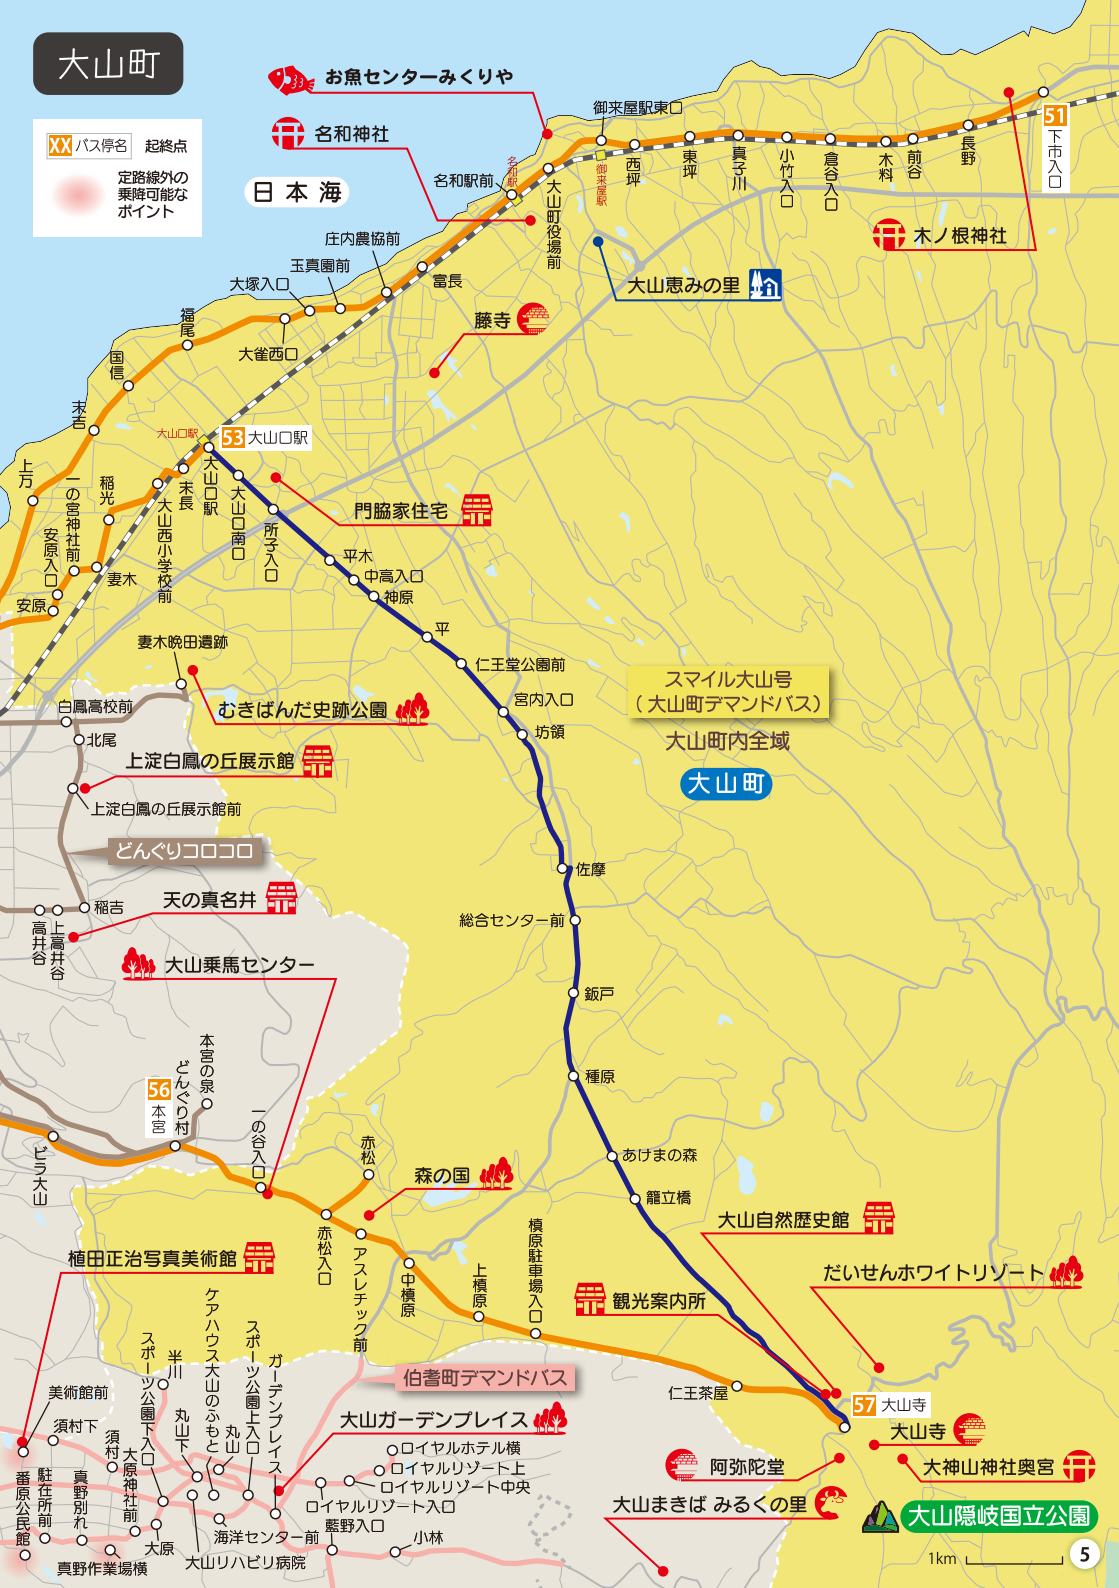 大山町
XX バス停名 起終点
定路線外の
乗降可能な
ポイント
日本海
お魚センターみくりや
名和神社
御来屋駅東口
名和駅前
名和駅
大山町役場前
御来屋駅
西坪
東坪
真子川
小竹入口
倉谷入口
木料
前谷
長野
51
下市入口
木ノ根神社
大山恵みの里
庄内農協前
玉真園前
大塚入口
富長
藤寺
大雀西口
福尾
国信
末吉
上万
大山口駅
53 大山口駅
大山口駅
大山口南口
所子入口
末長
大山西小学校前
稲光
一の宮神社前
安原入口
安原
妻木
門脇家住宅
平木
中高入口
神原
平
仁王堂公園前
宮内入口
坊領
妻木晩田遺跡
むきばんだ史跡公園
白鳳高校前
北尾
上淀白鳳の丘展示館
上淀白鳳の丘展示館前
どんぐりコロコロ
スマイル大山号
(大山町デマンドバス)
大山町内全域
大山町
佐摩
総合センター前
鈑戸
種原
あけまの森
籠立橋
天の真名井
稲吉
上高井谷
高井谷
大山乗馬センター
本宮の泉
どんぐり村
56
本宮
ビラ大山
一の谷入口
赤松
赤松入口
森の国
アスレチック前
中槇原
上槇原
槇原駐車場入口
大山自然歴史館
だいせんホワイトリゾート
観光案内所
仁王茶屋
57 大山寺
大山寺
阿弥陀堂
大神山神社奥宮
大山まきば みるくの里
大山隠岐国立公園
植田正治写真美術館
伯耆町デマンドバス
大山ガーデンプレイス
ケアハウス大山のふもと
スポーツ公園上入口
ガーデンプレイス
スポーツ公園下入口
半川
丸山下
丸山
美術館前
須村下
須村
大原神社前
真野別れ
駐在所前
番原公民館
真野作業場横
大原
大山リハビリ病院
海洋センター前
ロイヤルホテル横
ロイヤルリゾート上
ロイヤルリゾート中央
ロイヤルリゾート入口
藍野入口
小林
1km
5